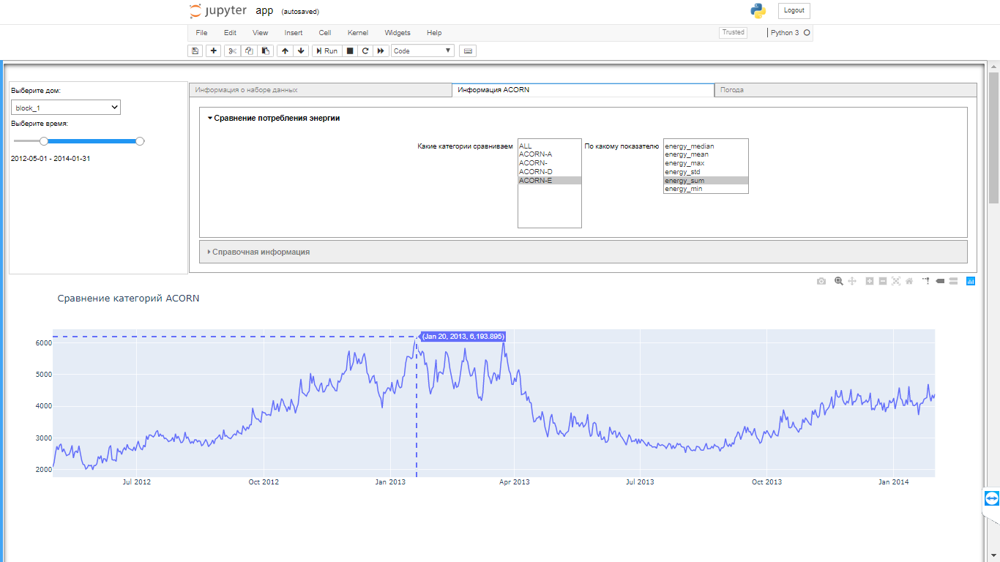 jupyter app (autosaved)
Logout
File Edit View Insert Cell Kernel Widgets Help
Trusted
Python 3
Run
Code
Выберите дом:
block_1
Выберите время:
2012-05-01 - 2014-01-31
Информация о наборе данных
Информация ACORN
Погода
Сравнение потребления энергии
Какие категории сравниваем
ALL
ACORN-A
ACORN-
ACORN-D
ACORN-E
По какому показателю
energy_median
energy_mean
energy_max
energy_std
energy_sum
energy_min
Справочная информация
Сравнение категорий ACORN
(Jan 20, 2013, 6,193.895)
6000
5000
4000
3000
2000
Jul 2012
Oct 2012
Jan 2013
Apr 2013
Jul 2013
Oct 2013
Jan 2014